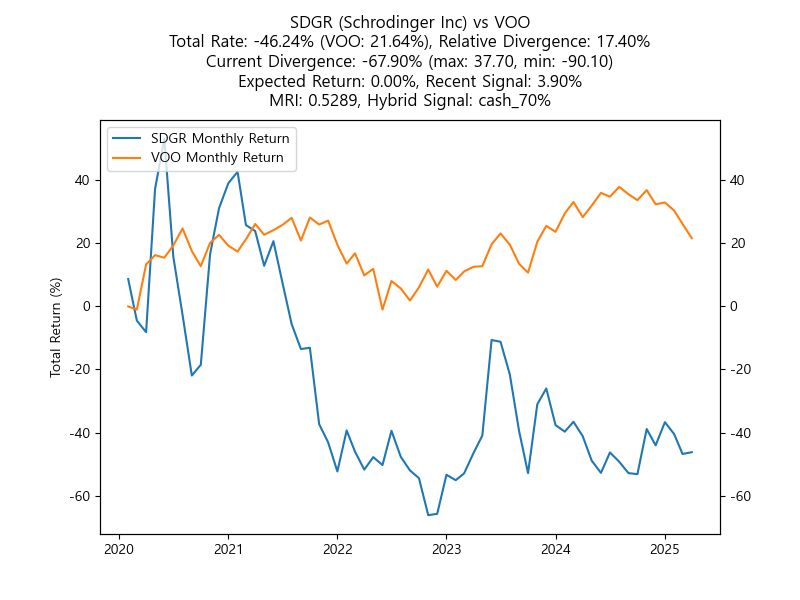 SDGR (Schrodinger Inc) vs VOO
Total Rate: -46.24% (VOO: 21.64%), Relative Divergence: 17.40%
Current Divergence: -67.90% (max: 37.70, min: -90.10)
Expected Return: 0.00%, Recent Signal: 3.90%
MRI: 0.5289, Hybrid Signal: cash_70%
SDGR Monthly Return
VOO Monthly Return
Total Return (%)
40
20
0
-20
-40
-60
40
20
0
-20
-40
-60
2020
2021
2022
2023
2024
2025